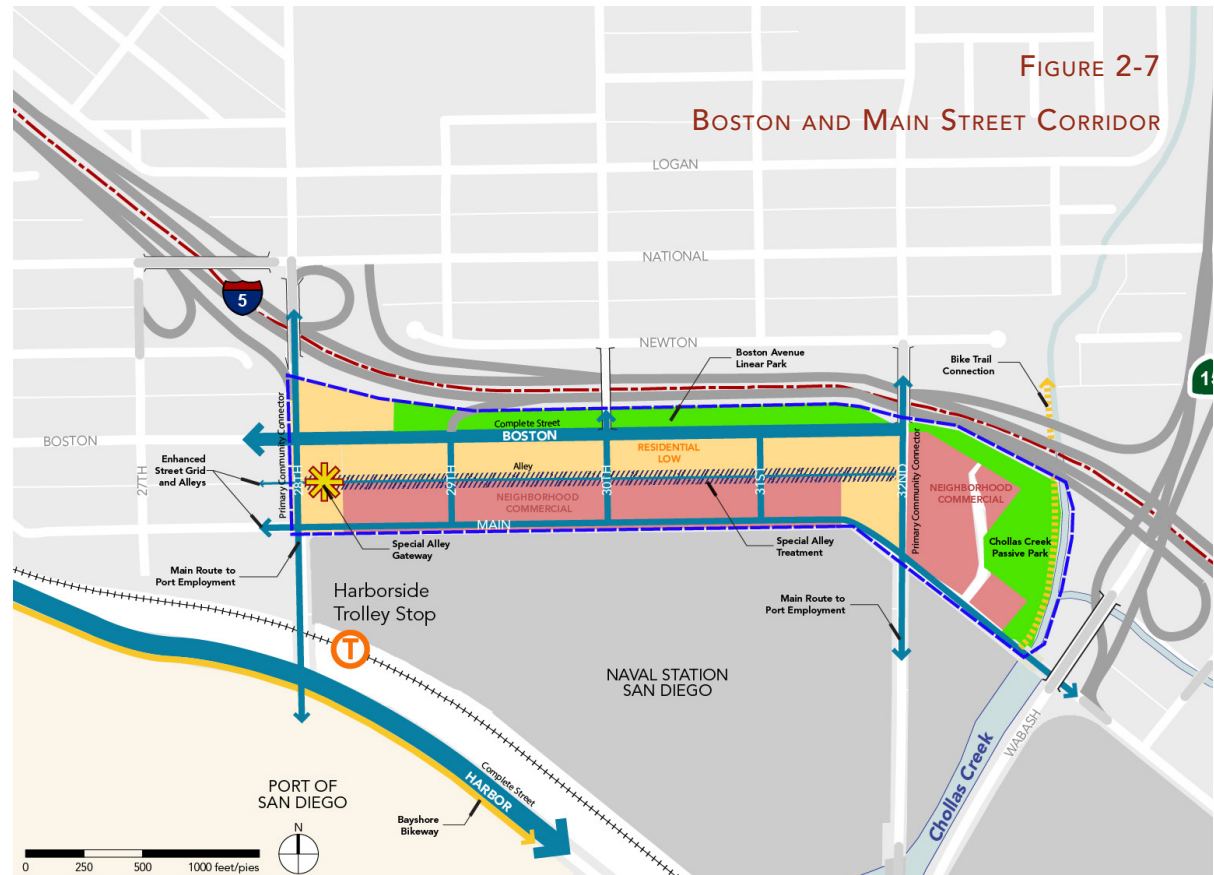 FIGURE 2-7
BOSTON AND MAIN STREET CORRIDOR
LOGAN
NATIONAL
5
NEWTON
Boston Avenue
Linear Park
Bike Trail
Connection
15
Primary Community Connector
Complete Street
BOSTON
BOSTON
RESIDENTIAL
LOW
Primary Community Connector
Enhanced
Street Grid
and Alleys
27TH
28TH
Alley
29TH
30TH
31ST
32ND
NEIGHBORHOOD
COMMERCIAL
NEIGHBORHOOD
COMMERCIAL
MAIN
Chollas Creek
Passive Park
Special Alley
Gateway
Special Alley
Treatment
Main Route to
Port Employment
Harborside
Trolley Stop
T
Main Route to
Port Employment
NAVAL STATION
SAN DIEGO
WABASH
Chollas Creek
Complete Street
HARBOR
PORT OF
SAN DIEGO
Bayshore
Bikeway
N
0 250 500 1000 feet/pies